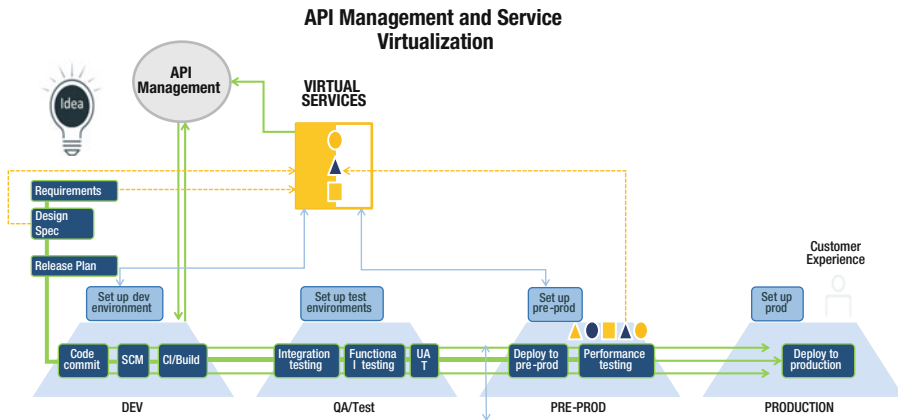 API Management and Service
Virtualization
Idea
API
Management
VIRTUAL
SERVICES
Requirements
Design
Spec
Release Plan
Customer
Experience
Set up dev
environment
Set up test
environments
Set up
pre-prod
Set up
prod
Code
commit
SCM
CI/Build
Integration
testing
Functiona
l testing
UA
T
Deploy to
pre-prod
Performance
testing
Deploy to
production
DEV
QA/Test
PRE-PROD
PRODUCTION